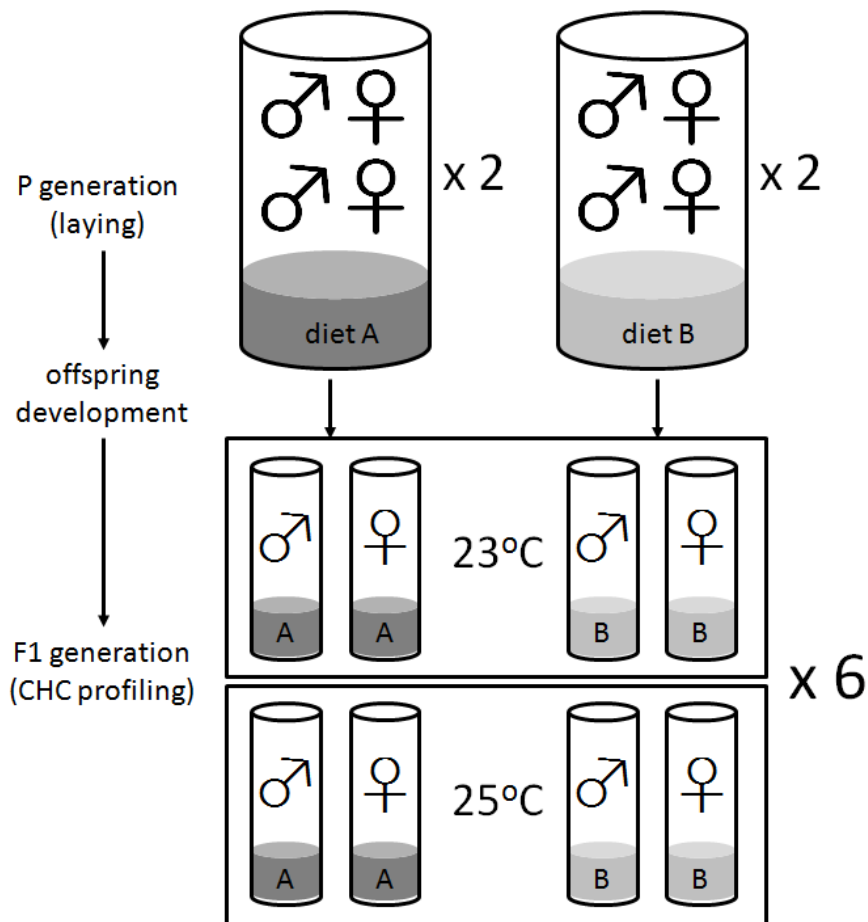 P generation
(laying)
♂ ♀
♂ ♀
x 2
diet A
♂ ♀
♂ ♀
x 2
diet B
offspring
development
F1 generation
(CHC profiling)
♂ ♀
A A
23°C
♂ ♀
B B
♂ ♀
A A
25°C
♂ ♀
B B
x 6